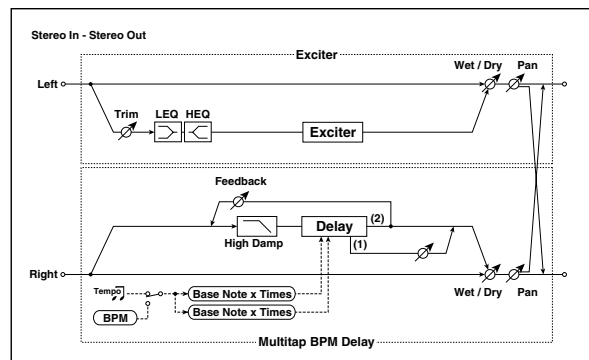 Stereo In - Stereo Out
Exciter
Wet / Dry Pan
Left
Trim LEQ HEQ
Exciter
Feedback
Delay (2)
(1)
High Damp
Right
Wet / Dry Pan
Tempo
Base Note x Times
BPM
Base Note x Times
Multitap BPM Delay